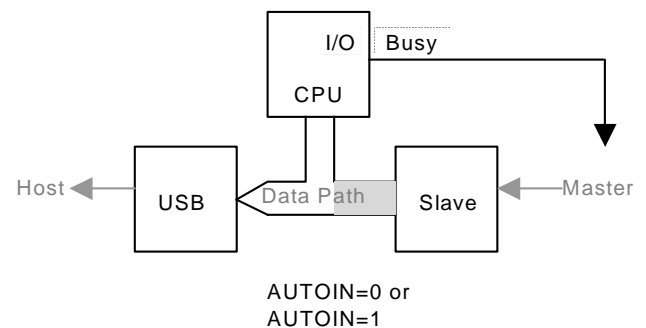 I/O Busy
CPU
Host USB Data Path Slave Master
AUTOIN=0 or
AUTOIN=1